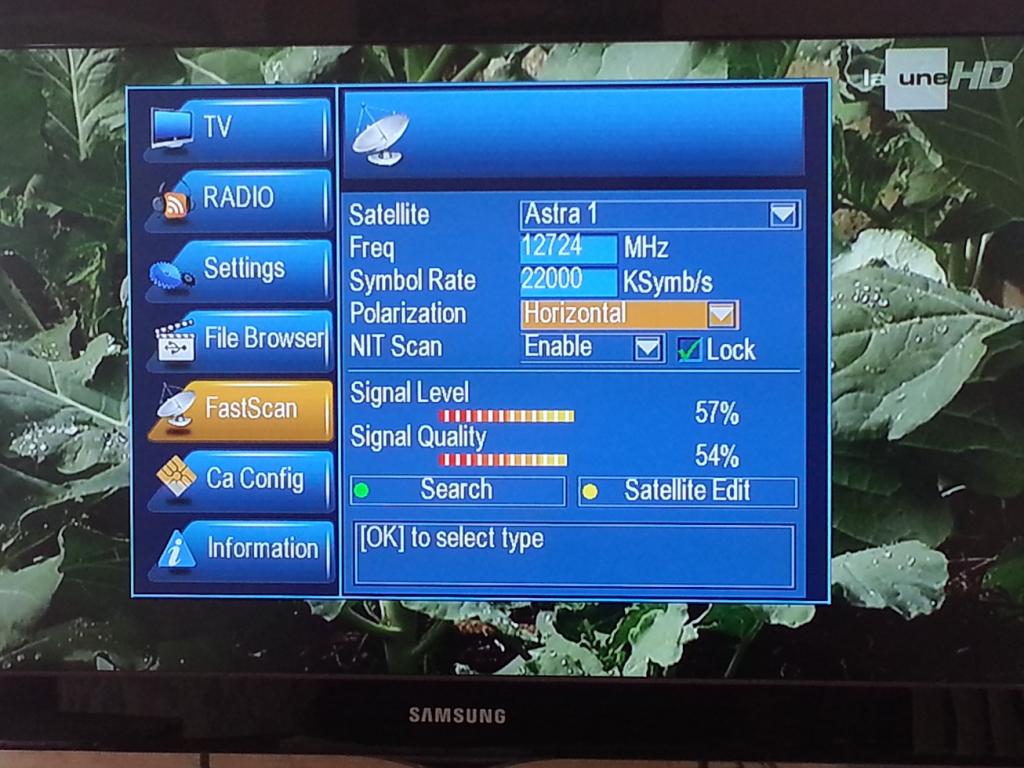 la une HD
TV
RADIO
Settings
File Browser
FastScan
Ca Config
Information
Satellite Astra 1
Freq 12724 MHz
Symbol Rate 22000 KSymb/s
Polarization Horizontal
NIT Scan Enable Lock
Signal Level 57%
Signal Quality 54%
Search Satellite Edit
[OK] to select type
SAMSUNG